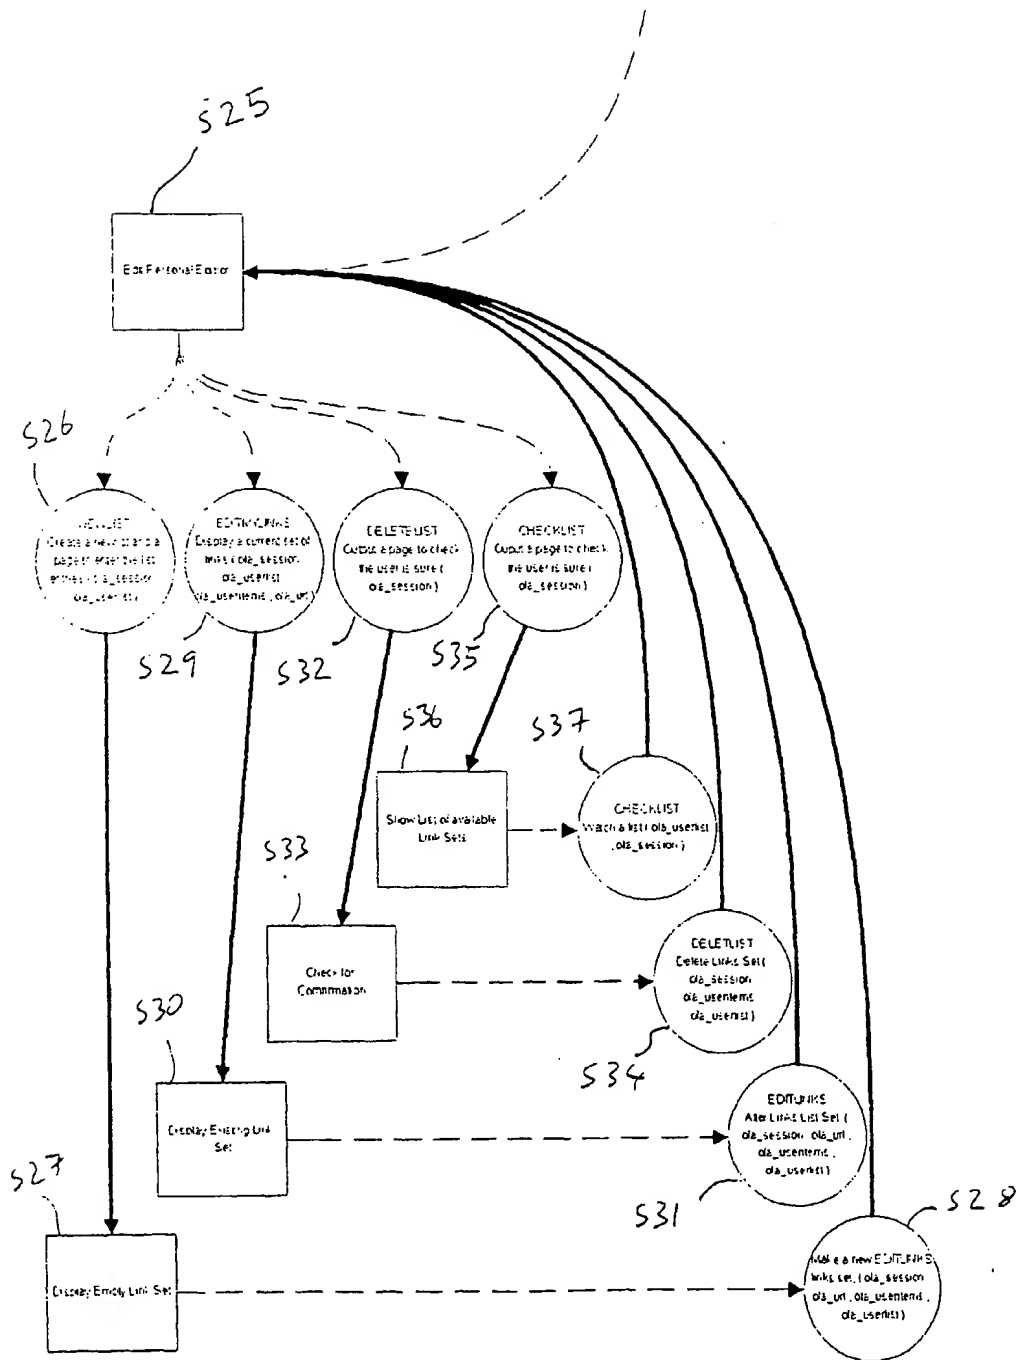 S25
Edit Personal Editor
S26
NEWLIST
Create a new
page to enter the list
entries ( ola_session
ola_userlist )
EDITMYLINKS
Display a current set of
links ( ola_session
ola_userlist
ola_useritems , ola_url )
DELETELIST
Output a page to check
the user is sure (
ola_session )
CHECKLIST
Output a page to check
the user is sure (
ola_session )
S29
S32
S35
S36
S37
Show List of available
Link Sets
CHECKLIST
Watch a list ( ola_userlist
, ola_session )
S33
Check for
Confirmation
DELETLIST
Delete Links Set (
ola_session
ola_useritems
ola_userlist )
S34
S30
Display Existing Link
Set
EDITLINKS
Alter Links List Set (
ola_session , ola_url ,
ola_useritems ,
ola_userlist )
S31
S27
Display Empty Link Set
S28
Make a new EDITLINKS
links set, ( ola_session
ola_url , ola_useritems ,
ola_userlist )